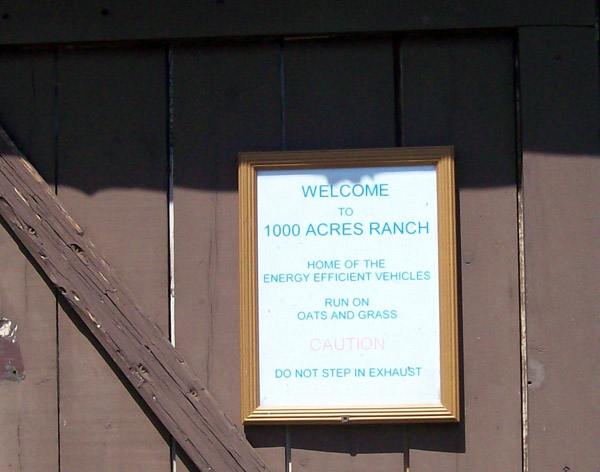 WELCOME
TO
1000 ACRES RANCH
HOME OF THE
ENERGY EFFICIENT VEHICLES
RUN ON
OATS AND GRASS
CAUTION
DO NOT STEP IN EXHAUST